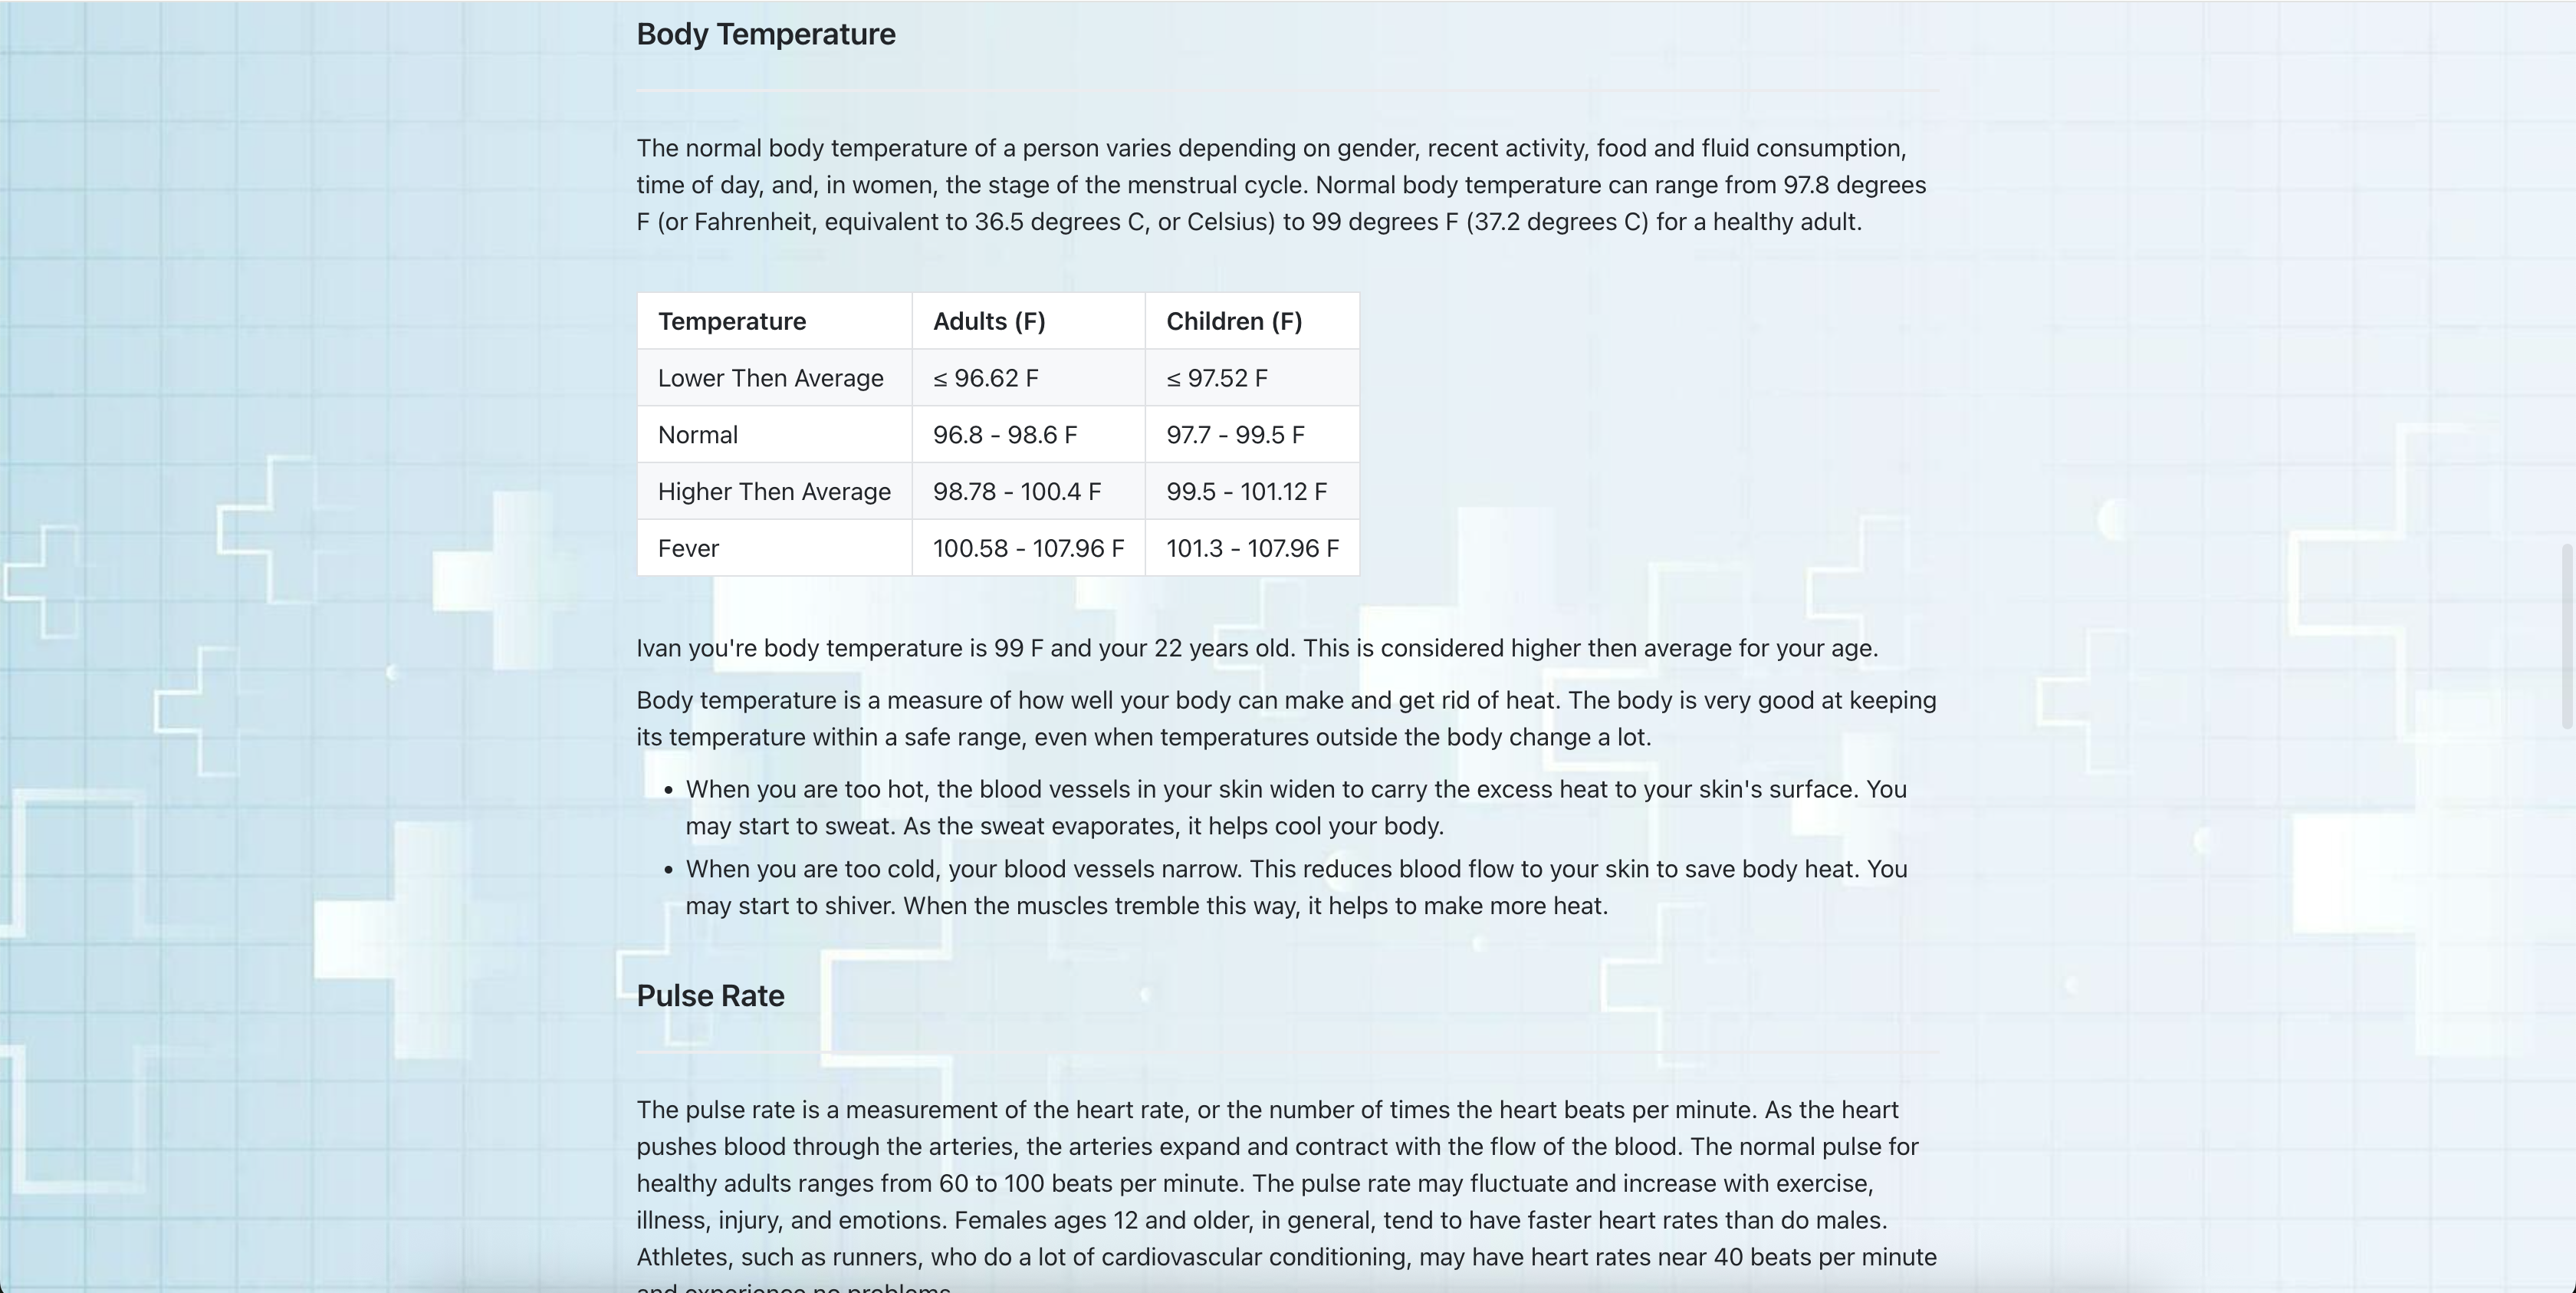 Body Temperature
The normal body temperature of a person varies depending on gender, recent activity, food and fluid consumption,
time of day, and, in women, the stage of the menstrual cycle. Normal body temperature can range from 97.8 degrees
F (or Fahrenheit, equivalent to 36.5 degrees C, or Celsius) to 99 degrees F (37.2 degrees C) for a healthy adult.
Temperature Adults (F) Children (F)
Lower Then Average ≤ 96.62 F ≤ 97.52 F
Normal 96.8 - 98.6 F 97.7 - 99.5 F
Higher Then Average 98.78 - 100.4 F 99.5 - 101.12 F
Fever 100.58 - 107.96 F 101.3 - 107.96 F
Ivan you're body temperature is 99 F and your 22 years old. This is considered higher then average for your age.
Body temperature is a measure of how well your body can make and get rid of heat. The body is very good at keeping
its temperature within a safe range, even when temperatures outside the body change a lot.
• When you are too hot, the blood vessels in your skin widen to carry the excess heat to your skin's surface. You
may start to sweat. As the sweat evaporates, it helps cool your body.
• When you are too cold, your blood vessels narrow. This reduces blood flow to your skin to save body heat. You
may start to shiver. When the muscles tremble this way, it helps to make more heat.
Pulse Rate
The pulse rate is a measurement of the heart rate, or the number of times the heart beats per minute. As the heart
pushes blood through the arteries, the arteries expand and contract with the flow of the blood. The normal pulse for
healthy adults ranges from 60 to 100 beats per minute. The pulse rate may fluctuate and increase with exercise,
illness, injury, and emotions. Females ages 12 and older, in general, tend to have faster heart rates than do males.
Athletes, such as runners, who do a lot of cardiovascular conditioning, may have heart rates near 40 beats per minute
and experience no problems.